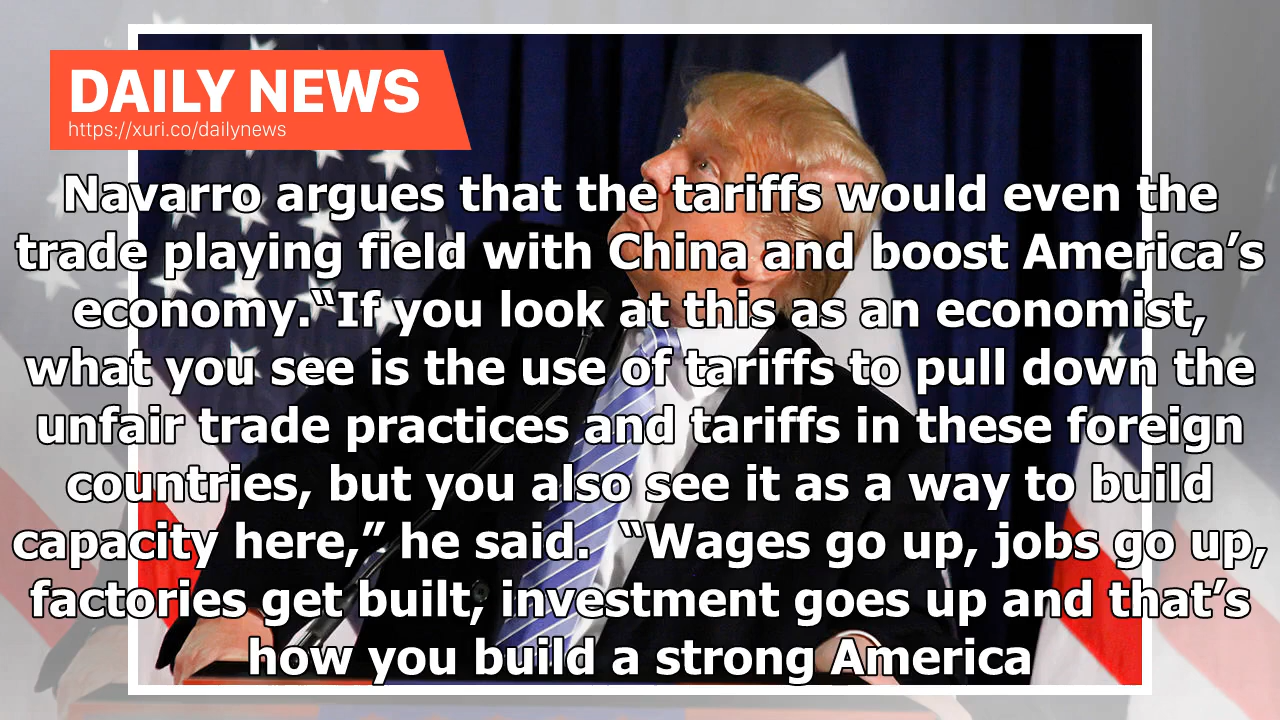 DAILY NEWS
https://xuri.co/dailynews
Navarro argues that the tariffs would even the
trade playing field with China and boost America’s
economy.“If you look at this as an economist,
what you see is the use of tariffs to pull down the
unfair trade practices and tariffs in these foreign
countries, but you also see it as a way to build
capacity here,” he said.  “Wages go up, jobs go up,
factories get built, investment goes up and that’s
how you build a strong America